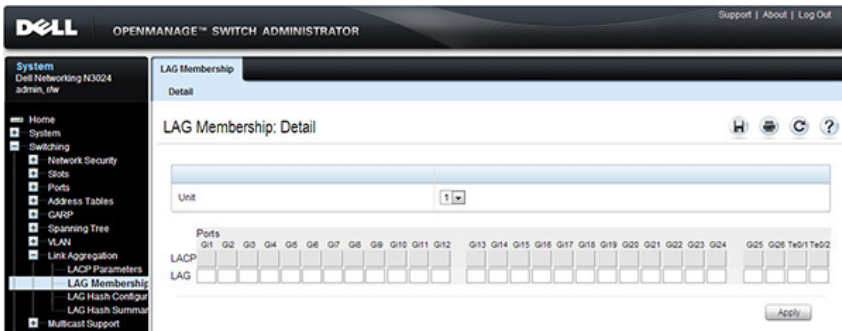 Support | About | Log Out
DELL OPENMANAGE™ SWITCH ADMINISTRATOR
System
Dell Networking N3024
admin, r/w
Home
System
Switching
Network Security
Slots
Ports
Address Tables
GARP
Spanning Tree
VLAN
Link Aggregation
LACP Parameters
LAG Membership
LAG Hash Configur
LAG Hash Summar
Multicast Support
LAG Membership
Detail
LAG Membership: Detail
?
Unit 1
Ports
Gi1 Gi2 Gi3 Gi4 Gi5 Gi6 Gi7 Gi8 Gi9 Gi10 Gi11 Gi12 Gi13 Gi14 Gi15 Gi16 Gi17 Gi18 Gi19 Gi20 Gi21 Gi22 Gi23 Gi24 Gi25 Gi26 Te0/1 Te0/2
LACP
LAG
Apply